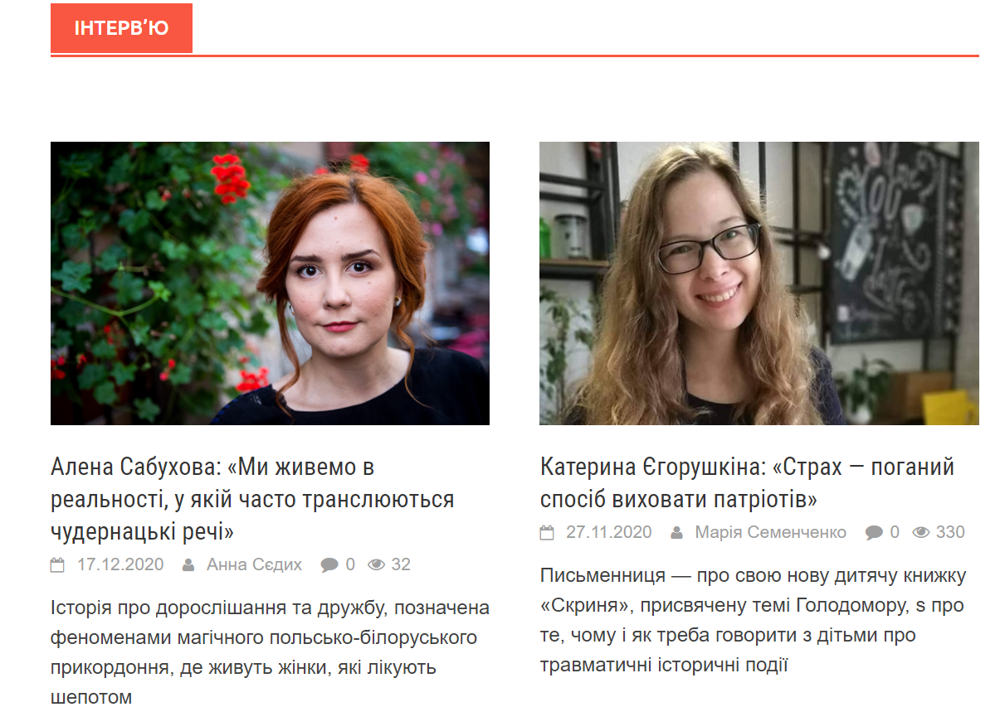 ІНТЕРВ’Ю
Алена Сабухова: «Ми живемо в
реальності, у якій часто транслюються
чудернацькі речі»
17.12.2020 Анна Сєдих 0 32
Історія про дорослішання та дружбу, позначена
феноменами магічного польсько-білоруського
прикордоння, де живуть жінки, які лікують
шепотом
YOU
Катерина Єгорушкіна: «Страх — поганий
спосіб виховати патріотів»
27.11.2020 Марія Семенченко 0 330
Письменниця — про свою нову дитячу книжку
«Скриня», присвячену темі Голодомору, s про
те, чому і як треба говорити з дітьми про
травматичні історичні події